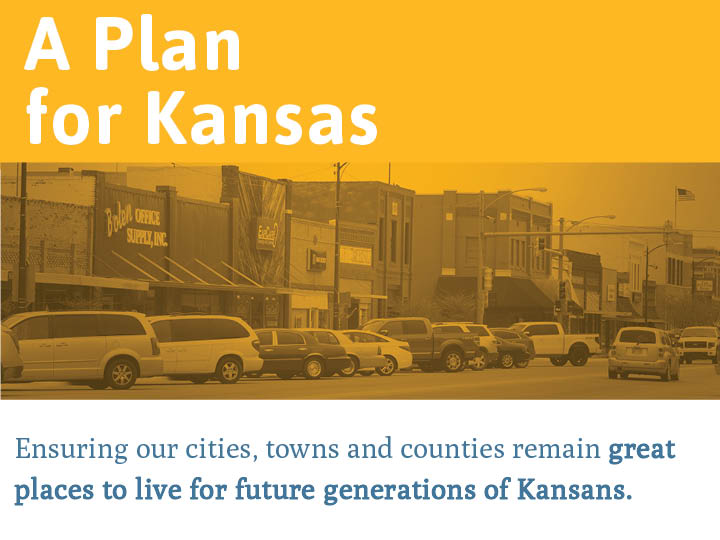 A Plan
for Kansas
Bolen OFFICE
SUPPLY, INC.
Ensuring our cities, towns and counties remain great
places to live for future generations of Kansans.